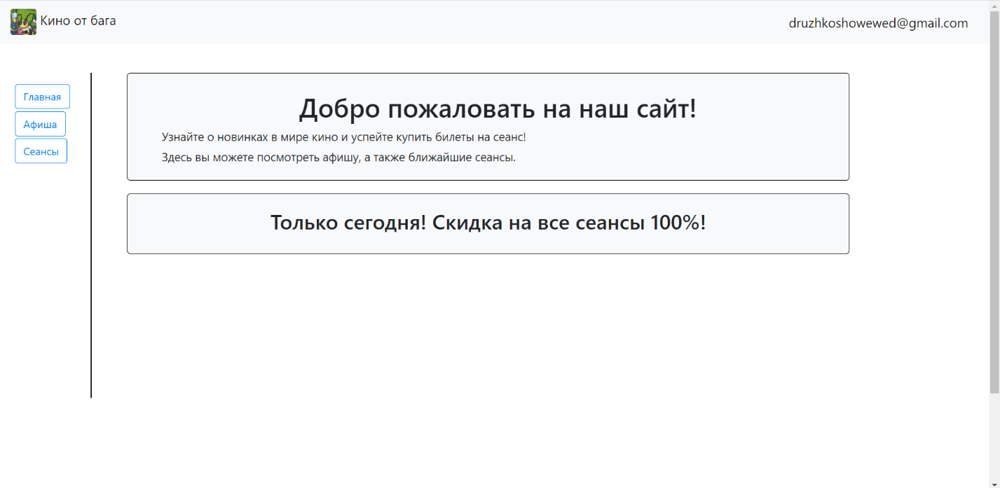 Кино от бага
druzhkoshowewed@gmail.com
Главная
Афиша
Сеансы
Добро пожаловать на наш сайт!
Узнайте о новинках в мире кино и успейте купить билеты на сеанс!
Здесь вы можете посмотреть афишу, а также ближайшие сеансы.
Только сегодня! Скидка на все сеансы 100%!